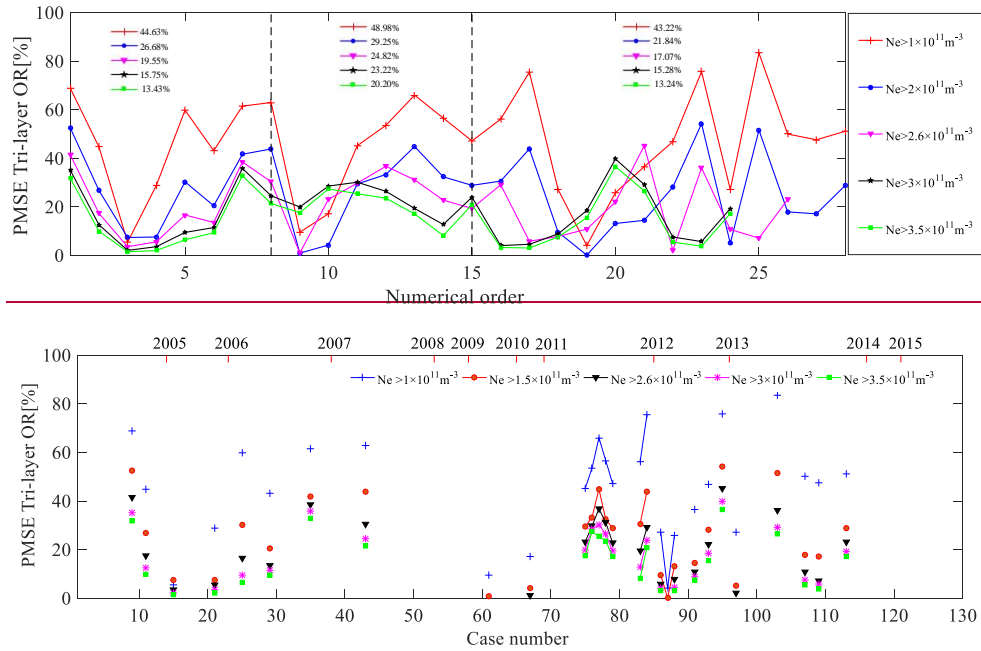 PMSE Tri-layer OR[%]
100
80
60
40
20
0
44.63%
26.68%
19.55%
15.75%
13.43%
48.98%
29.25%
24.82%
23.22%
20.20%
43.22%
21.84%
17.07%
15.28%
13.24%
Ne>1×10¹¹m⁻³
Ne>2×10¹¹m⁻³
Ne>2.6×10¹¹m⁻³
Ne>3×10¹¹m⁻³
Ne>3.5×10¹¹m⁻³
5 10 15 20 25
Numerical order
2005 2006 2007 2008 2009 2010 2011 2012 2013 2014 2015
PMSE Tri-layer OR[%]
100
80
60
40
20
0
Ne >1×10¹¹m⁻³ Ne >1.5×10¹¹m⁻³ Ne >2.6×10¹¹m⁻³ Ne >3×10¹¹m⁻³ Ne >3.5×10¹¹m⁻³
10 20 30 40 50 60 70 80 90 100 110 120 130
Case number